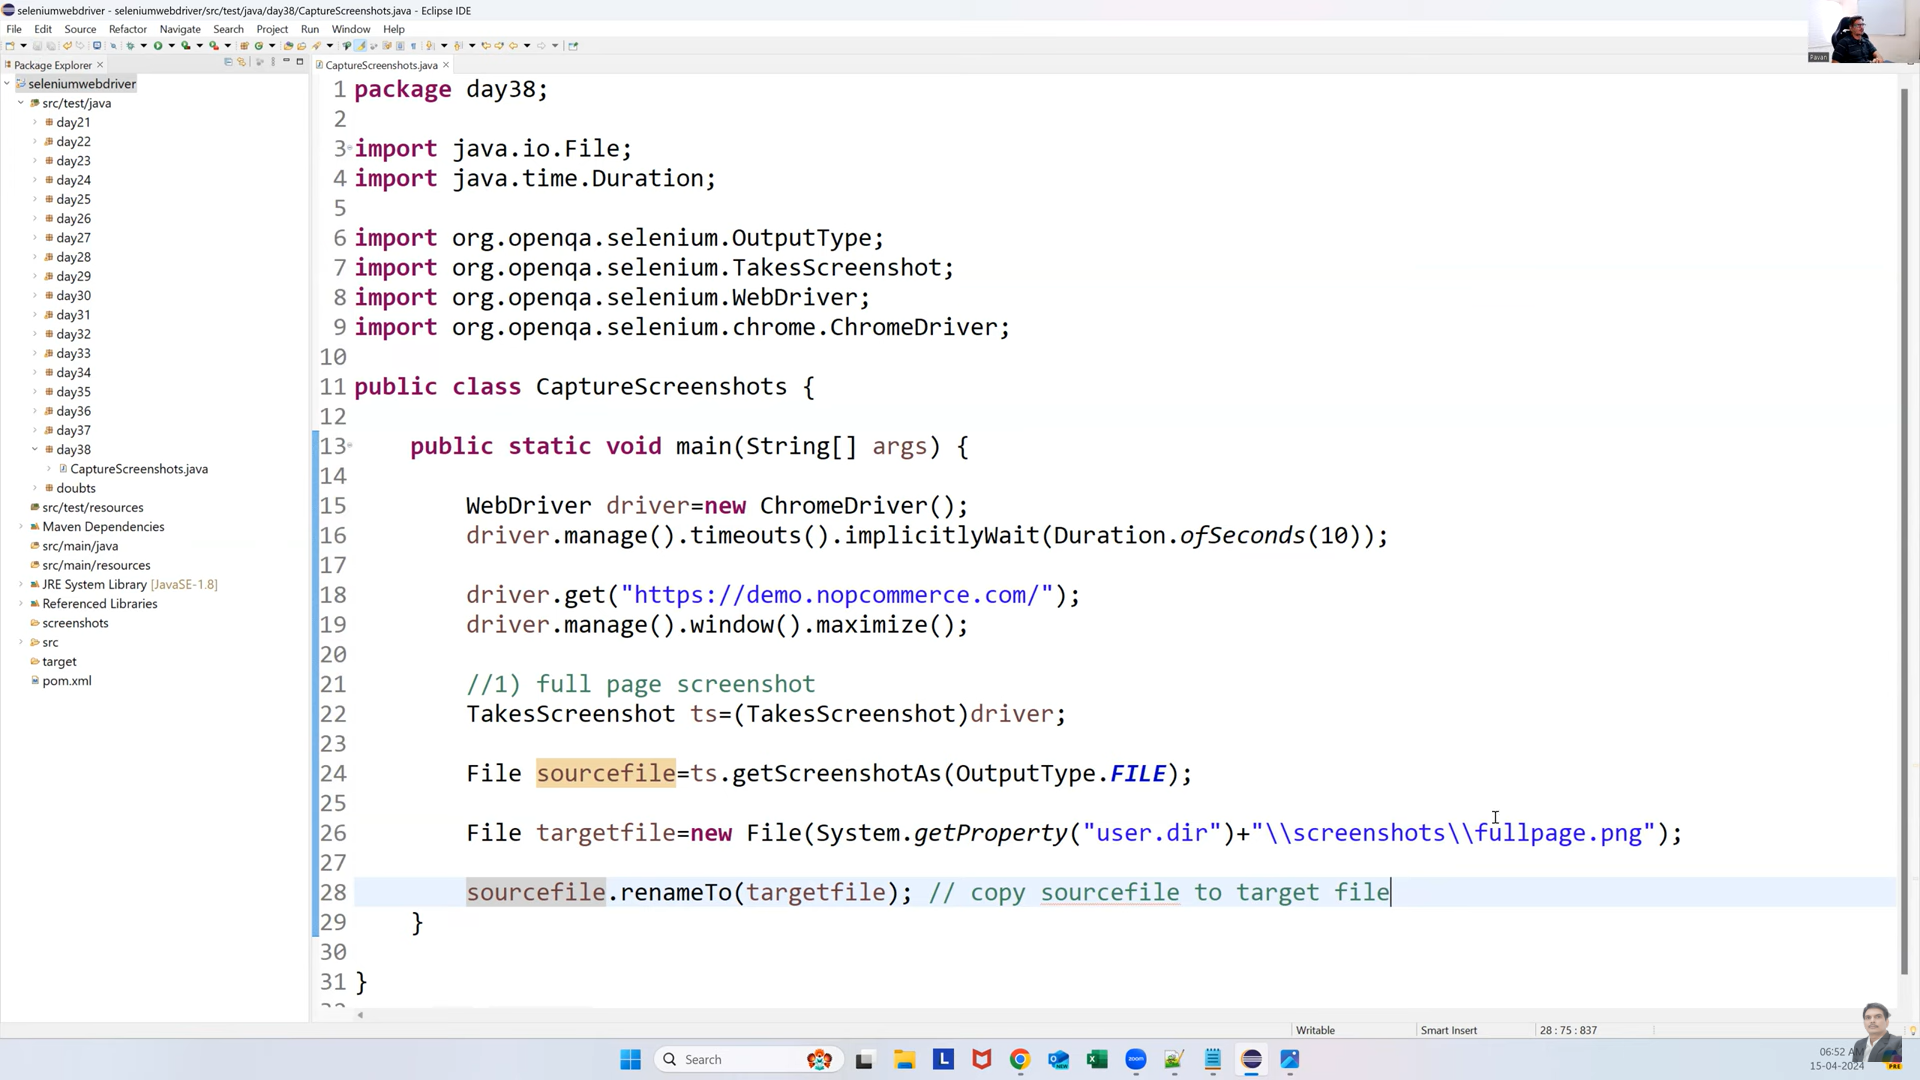 seleniumwebdriver - seleniumwebdriver/src/test/java/day38/CaptureScreenshots.java - Eclipse IDE
File Edit Source Refactor Navigate Search Project Run Window Help
Pavan
Package Explorer
CaptureScreenshots.java
seleniumwebdriver
src/test/java
day21
day22
day23
day24
day25
day26
day27
day28
day29
day30
day31
day32
day33
day34
day35
day36
day37
day38
CaptureScreenshots.java
doubts
src/test/resources
Maven Dependencies
src/main/java
src/main/resources
JRE System Library [JavaSE-1.8]
Referenced Libraries
screenshots
src
target
pom.xml
1 package day38;
2
3 import java.io.File;
4 import java.time.Duration;
5
6 import org.openqa.selenium.OutputType;
7 import org.openqa.selenium.TakesScreenshot;
8 import org.openqa.selenium.WebDriver;
9 import org.openqa.selenium.chrome.ChromeDriver;
10
11 public class CaptureScreenshots {
12
13 public static void main(String[] args) {
14
15 WebDriver driver=new ChromeDriver();
16 driver.manage().timeouts().implicitlyWait(Duration.ofSeconds(10));
17
18 driver.get("https://demo.nopcommerce.com/");
19 driver.manage().window().maximize();
20
21 //1) full page screenshot
22 TakesScreenshot ts=(TakesScreenshot)driver;
23
24 File sourcefile=ts.getScreenshotAs(OutputType.FILE);
25
26 File targetfile=new File(System.getProperty("user.dir")+"\\screenshots\\fullpage.png");
27
28 sourcefile.renameTo(targetfile); // copy sourcefile to target file
29 }
30
31 }
Writable Smart Insert 28 : 75 : 837
Search
zoom
06:52
15-04-2024
PRE